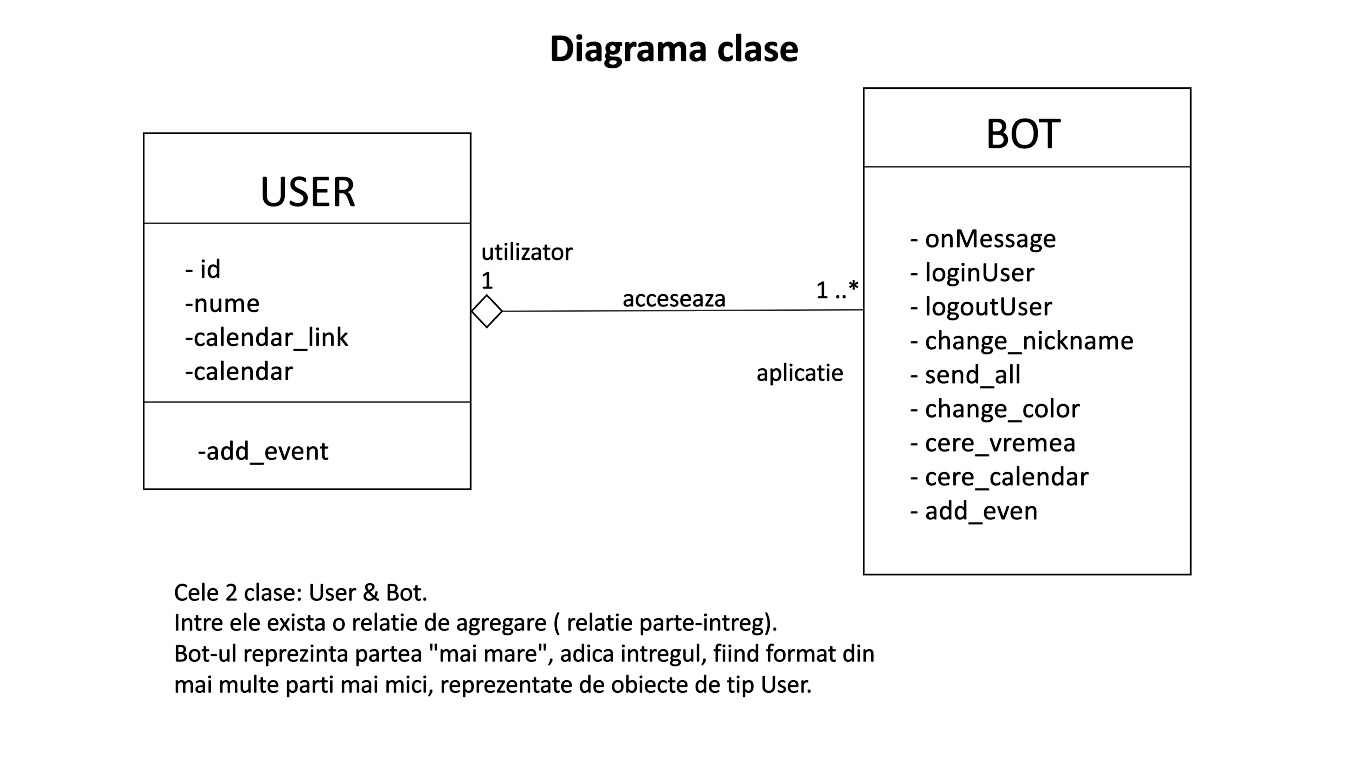 Diagrama clase
USER
- id
-nume
-calendar_link
-calendar
-add_event
utilizator
1
acceseaza
1 ..*
aplicatie
BOT
- onMessage
- loginUser
- logoutUser
- change_nickname
- send_all
- change_color
- cere_vremea
- cere_calendar
- add_even
Cele 2 clase: User & Bot.
Intre ele exista o relatie de agregare ( relatie parte-intreg).
Bot-ul reprezinta partea "mai mare", adica intregul, fiind format din
mai multe parti mai mici, reprezentate de obiecte de tip User.